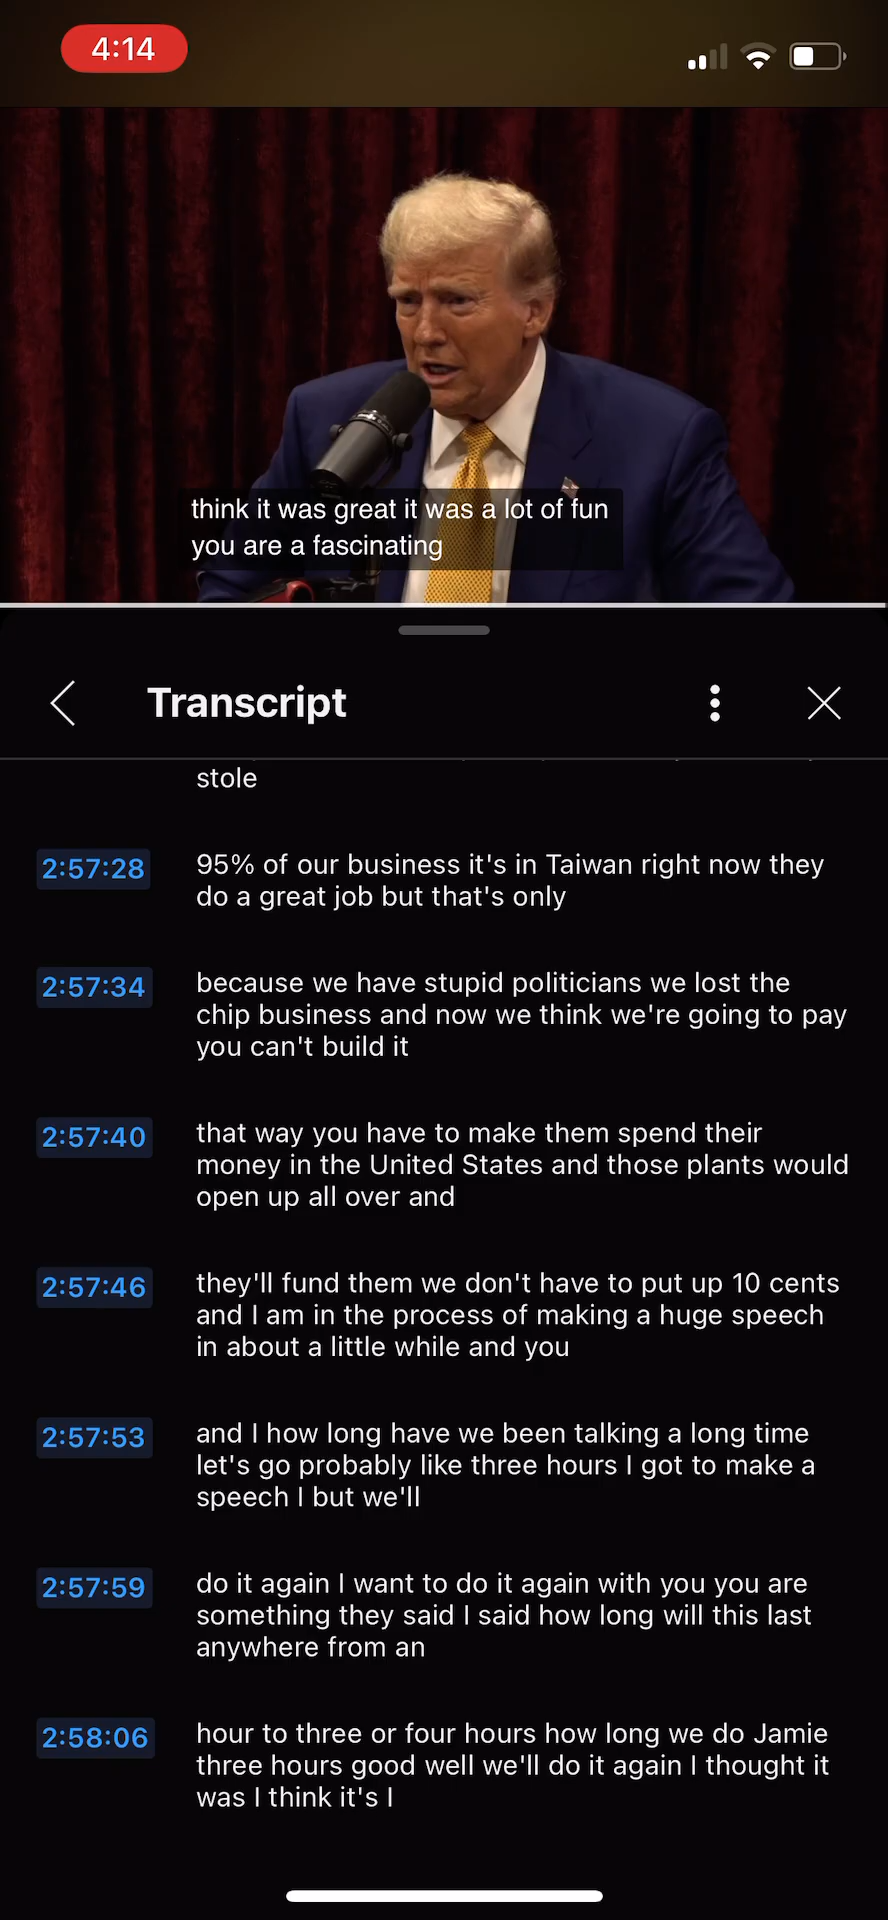 4:14
think it was great it was a lot of fun
you are a fascinating
Transcript
stole
2:57:28
95% of our business it's in Taiwan right now they
do a great job but that's only
2:57:34
because we have stupid politicians we lost the
chip business and now we think we're going to pay
you can't build it
2:57:40
that way you have to make them spend their
money in the United States and those plants would
open up all over and
2:57:46
they'll fund them we don't have to put up 10 cents
and I am in the process of making a huge speech
in about a little while and you
2:57:53
and I how long have we been talking a long time
let's go probably like three hours I got to make a
speech I but we'll
2:57:59
do it again I want to do it again with you you are
something they said I said how long will this last
anywhere from an
2:58:06
hour to three or four hours how long we do Jamie
three hours good well we'll do it again I thought it
was I think it's I